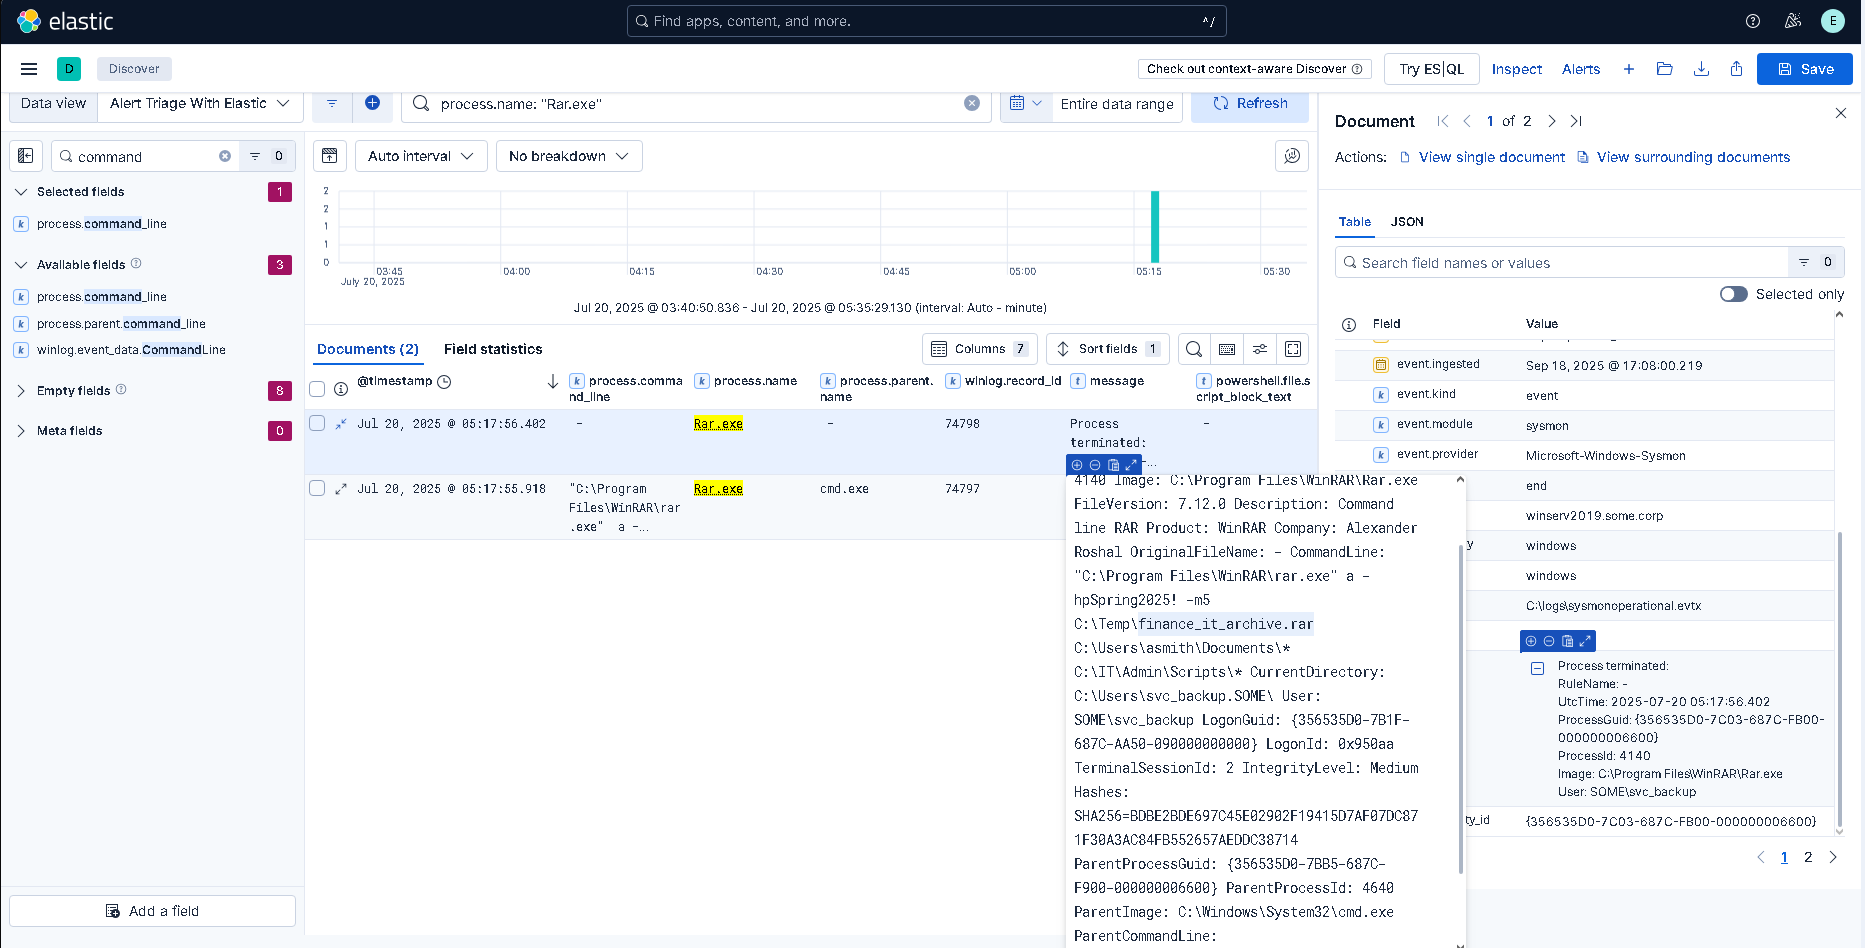 elastic
Find apps, content, and more.
^/
E
D
Discover
Check out context-aware Discover
Try ES|QL
Inspect
Alerts
Save
Data view
Alert Triage With Elastic
process.name: "Rar.exe"
Entire data range
Refresh
command
0
Selected fields
1
k process.command_line
Available fields
3
k process.command_line
k process.parent.command_line
k winlog.event_data.CommandLine
Empty fields
8
Meta fields
0
Add a field
Auto interval
No breakdown
2
2
1
1
0
03:45
04:00
04:15
04:30
04:45
05:00
05:15
05:30
July 20, 2025
Jul 20, 2025 @ 03:40:50.836 - Jul 20, 2025 @ 05:35:29.130 (interval: Auto - minute)
Documents (2)
Field statistics
Columns 7
Sort fields 1
@timestamp
k process.comma
nd_line
k process.name
k process.parent.
name
k winlog.record_id
t message
t powershell.file.s
cript_block_text
Jul 20, 2025 @ 05:17:56.402
-
Rar.exe
-
74798
Process
terminated:
-…
-
Jul 20, 2025 @ 05:17:55.918
"C:\Program
Files\WinRAR\rar
.exe"  a -…
Rar.exe
cmd.exe
74797
4140 Image: C:\Program Files\WinRAR\Rar.exe
FileVersion: 7.12.0 Description: Command
line RAR Product: WinRAR Company: Alexander
Roshal OriginalFileName: - CommandLine:
"C:\Program Files\WinRAR\rar.exe" a -
hpSpring2025! -m5
C:\Temp\finance_it_archive.rar
C:\Users\asmith\Documents\*
C:\IT\Admin\Scripts\* CurrentDirectory:
C:\Users\svc_backup.SOME\ User:
SOME\svc_backup LogonGuid: {356535D0-7B1F-
687C-AA50-090000000000} LogonId: 0x950aa
TerminalSessionId: 2 IntegrityLevel: Medium
Hashes:
SHA256=BDBE2BDE697C45E02902F19415D7AF07DC87
1F30A3AC84FB552657AEDDC38714
ParentProcessGuid: {356535D0-7BB5-687C-
F900-000000006600} ParentProcessId: 4640
ParentImage: C:\Windows\System32\cmd.exe
ParentCommandLine:
Document
1 of 2
Actions:
View single document
View surrounding documents
Table
JSON
Search field names or values
0
Selected only
Field
Value
event.ingested
Sep 18, 2025 @ 17:08:00.219
k event.kind
event
k event.module
sysmon
k event.provider
Microsoft-Windows-Sysmon
end
winserv2019.some.corp
y
windows
windows
C:\logs\sysmonoperational.evtx
Process terminated:
RuleName: -
UtcTime: 2025-07-20 05:17:56.402
ProcessGuid: {356535D0-7C03-687C-FB00-
000000006600}
ProcessId: 4140
Image: C:\Program Files\WinRAR\Rar.exe
User: SOME\svc_backup
ty_id
{356535D0-7C03-687C-FB00-000000006600}
1
2